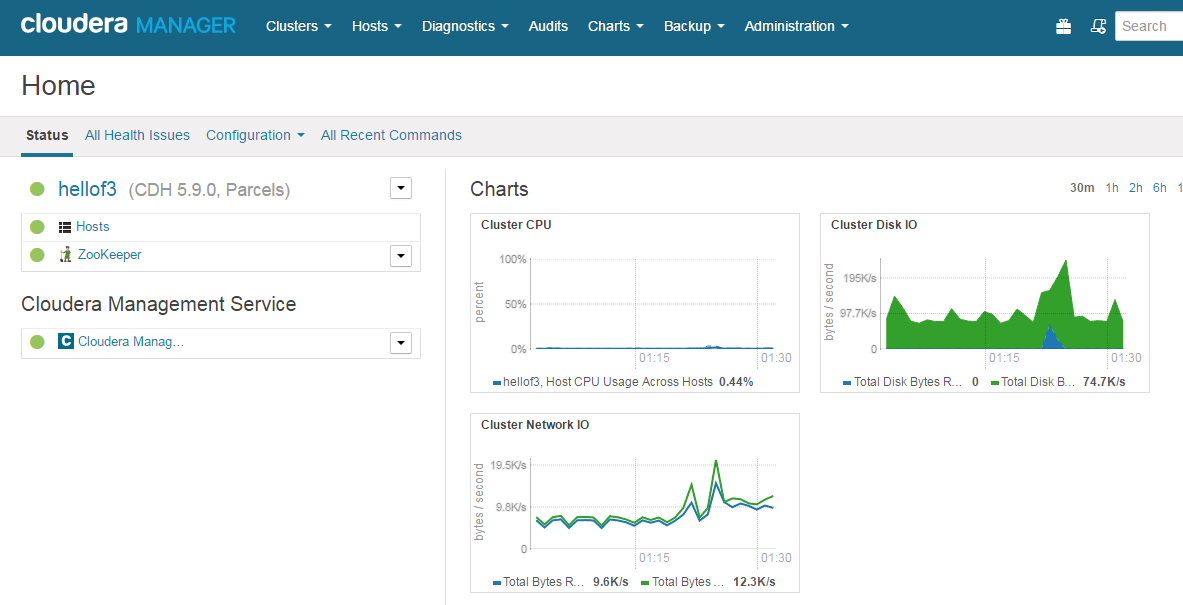 cloudera MANAGER Clusters Hosts Diagnostics Audits Charts Backup Administration Search
Home
Status All Health Issues Configuration All Recent Commands
hellof3 (CDH 5.9.0, Parcels)
Hosts
ZooKeeper
Cloudera Management Service
C Cloudera Manag...
Charts
30m 1h 2h 6h 1
Cluster CPU
percent
100%
50%
0%
01:15 01:30
hellof3, Host CPU Usage Across Hosts 0.44%
Cluster Disk IO
bytes / second
195K/s
97.7K/s
0
01:15 01:30
Total Disk Bytes R... 0 Total Disk B... 74.7K/s
Cluster Network IO
bytes / second
19.5K/s
9.8K/s
0
01:15 01:30
Total Bytes R... 9.6K/s Total Bytes ... 12.3K/s